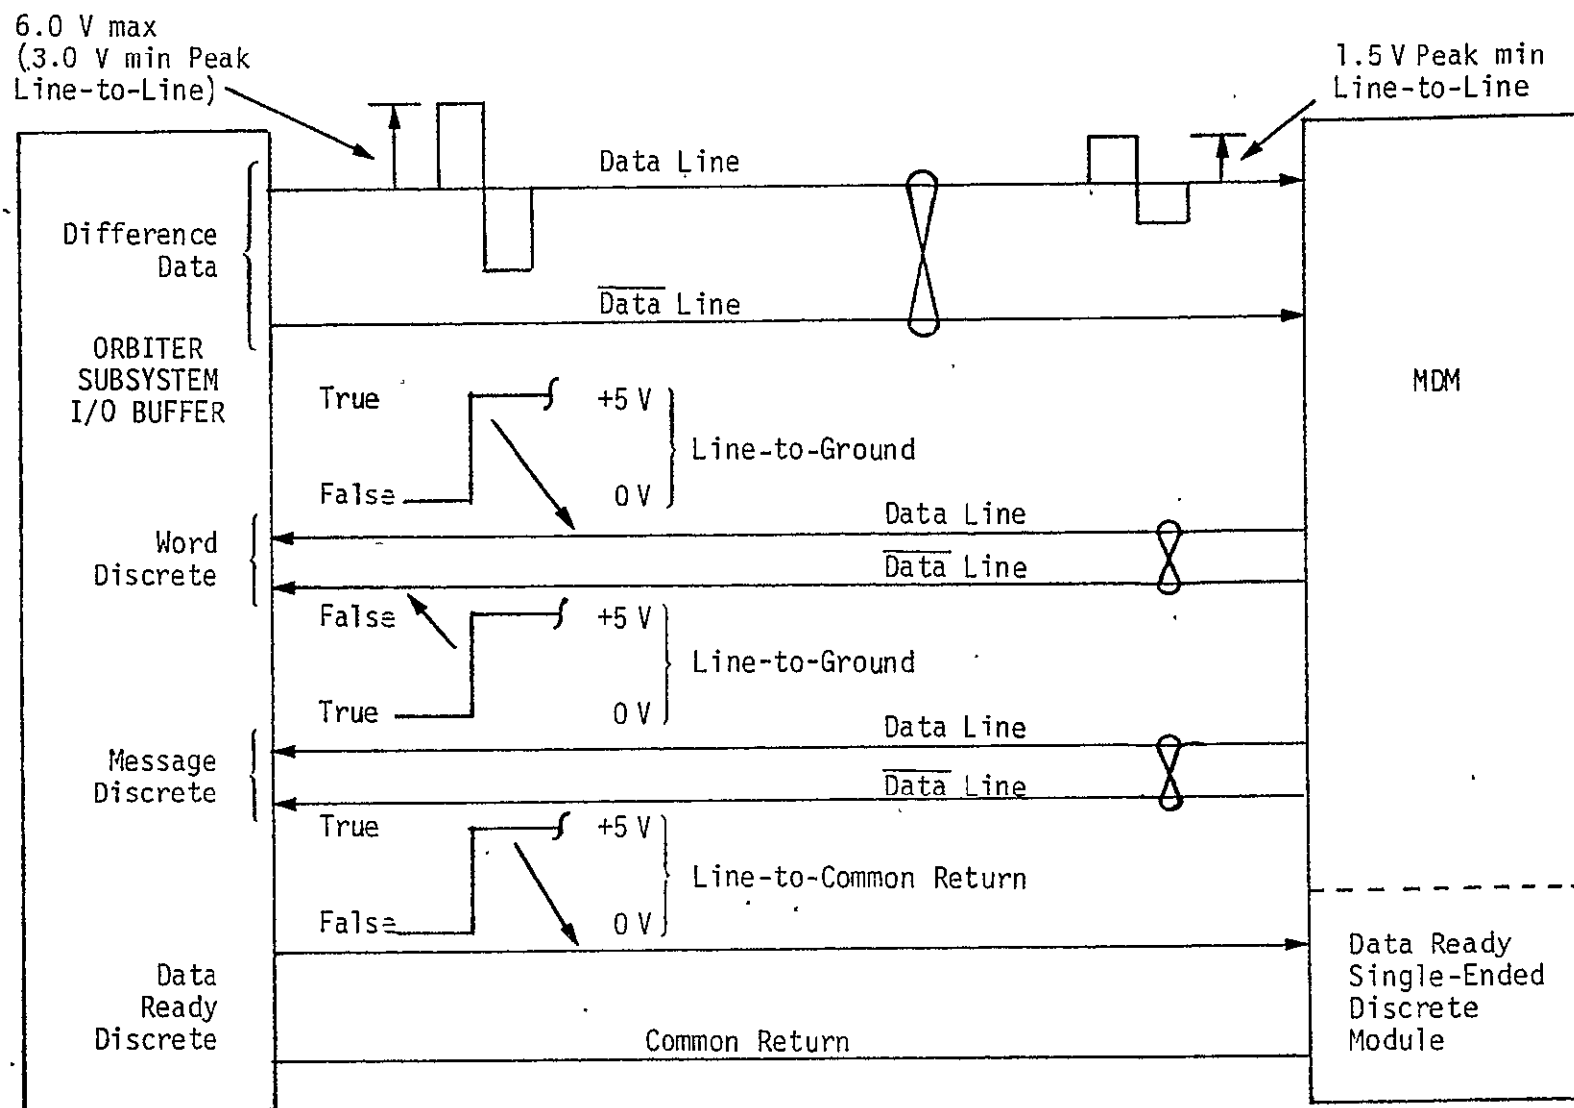 6.0 V max
(3.0 V min Peak
Line-to-Line)
1.5 V Peak min
Line-to-Line
Data Line
Difference
Data
Data Line
ORBITER
SUBSYSTEM
I/O BUFFER
MDM
True
+5 V
Line-to-Ground
False
0 V
Data Line
Word
Discrete
Data Line
False
+5 V
Line-to-Ground
True
0 V
Data Line
Message
Discrete
Data Line
True
+5 V
Line-to-Common Return
False
0 V
Data
Ready
Discrete
Common Return
Data Ready
Single-Ended
Discrete
Module